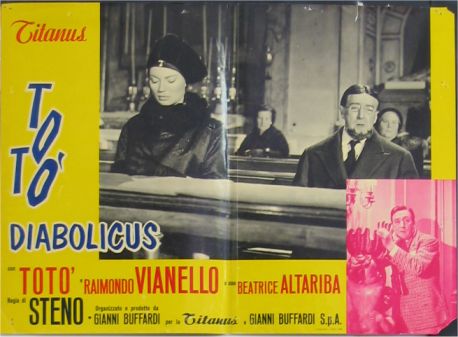 Titanus
TOTO'
DIABOLICUS
con TOTO' • RAIMONDO VIANELLO e con BEATRICE ALTARIBA
Regia di STENO Organizzato e prodotto da
• GIANNI BUFFARDI per la Titanus e GIANNI BUFFARDI S.p.A.